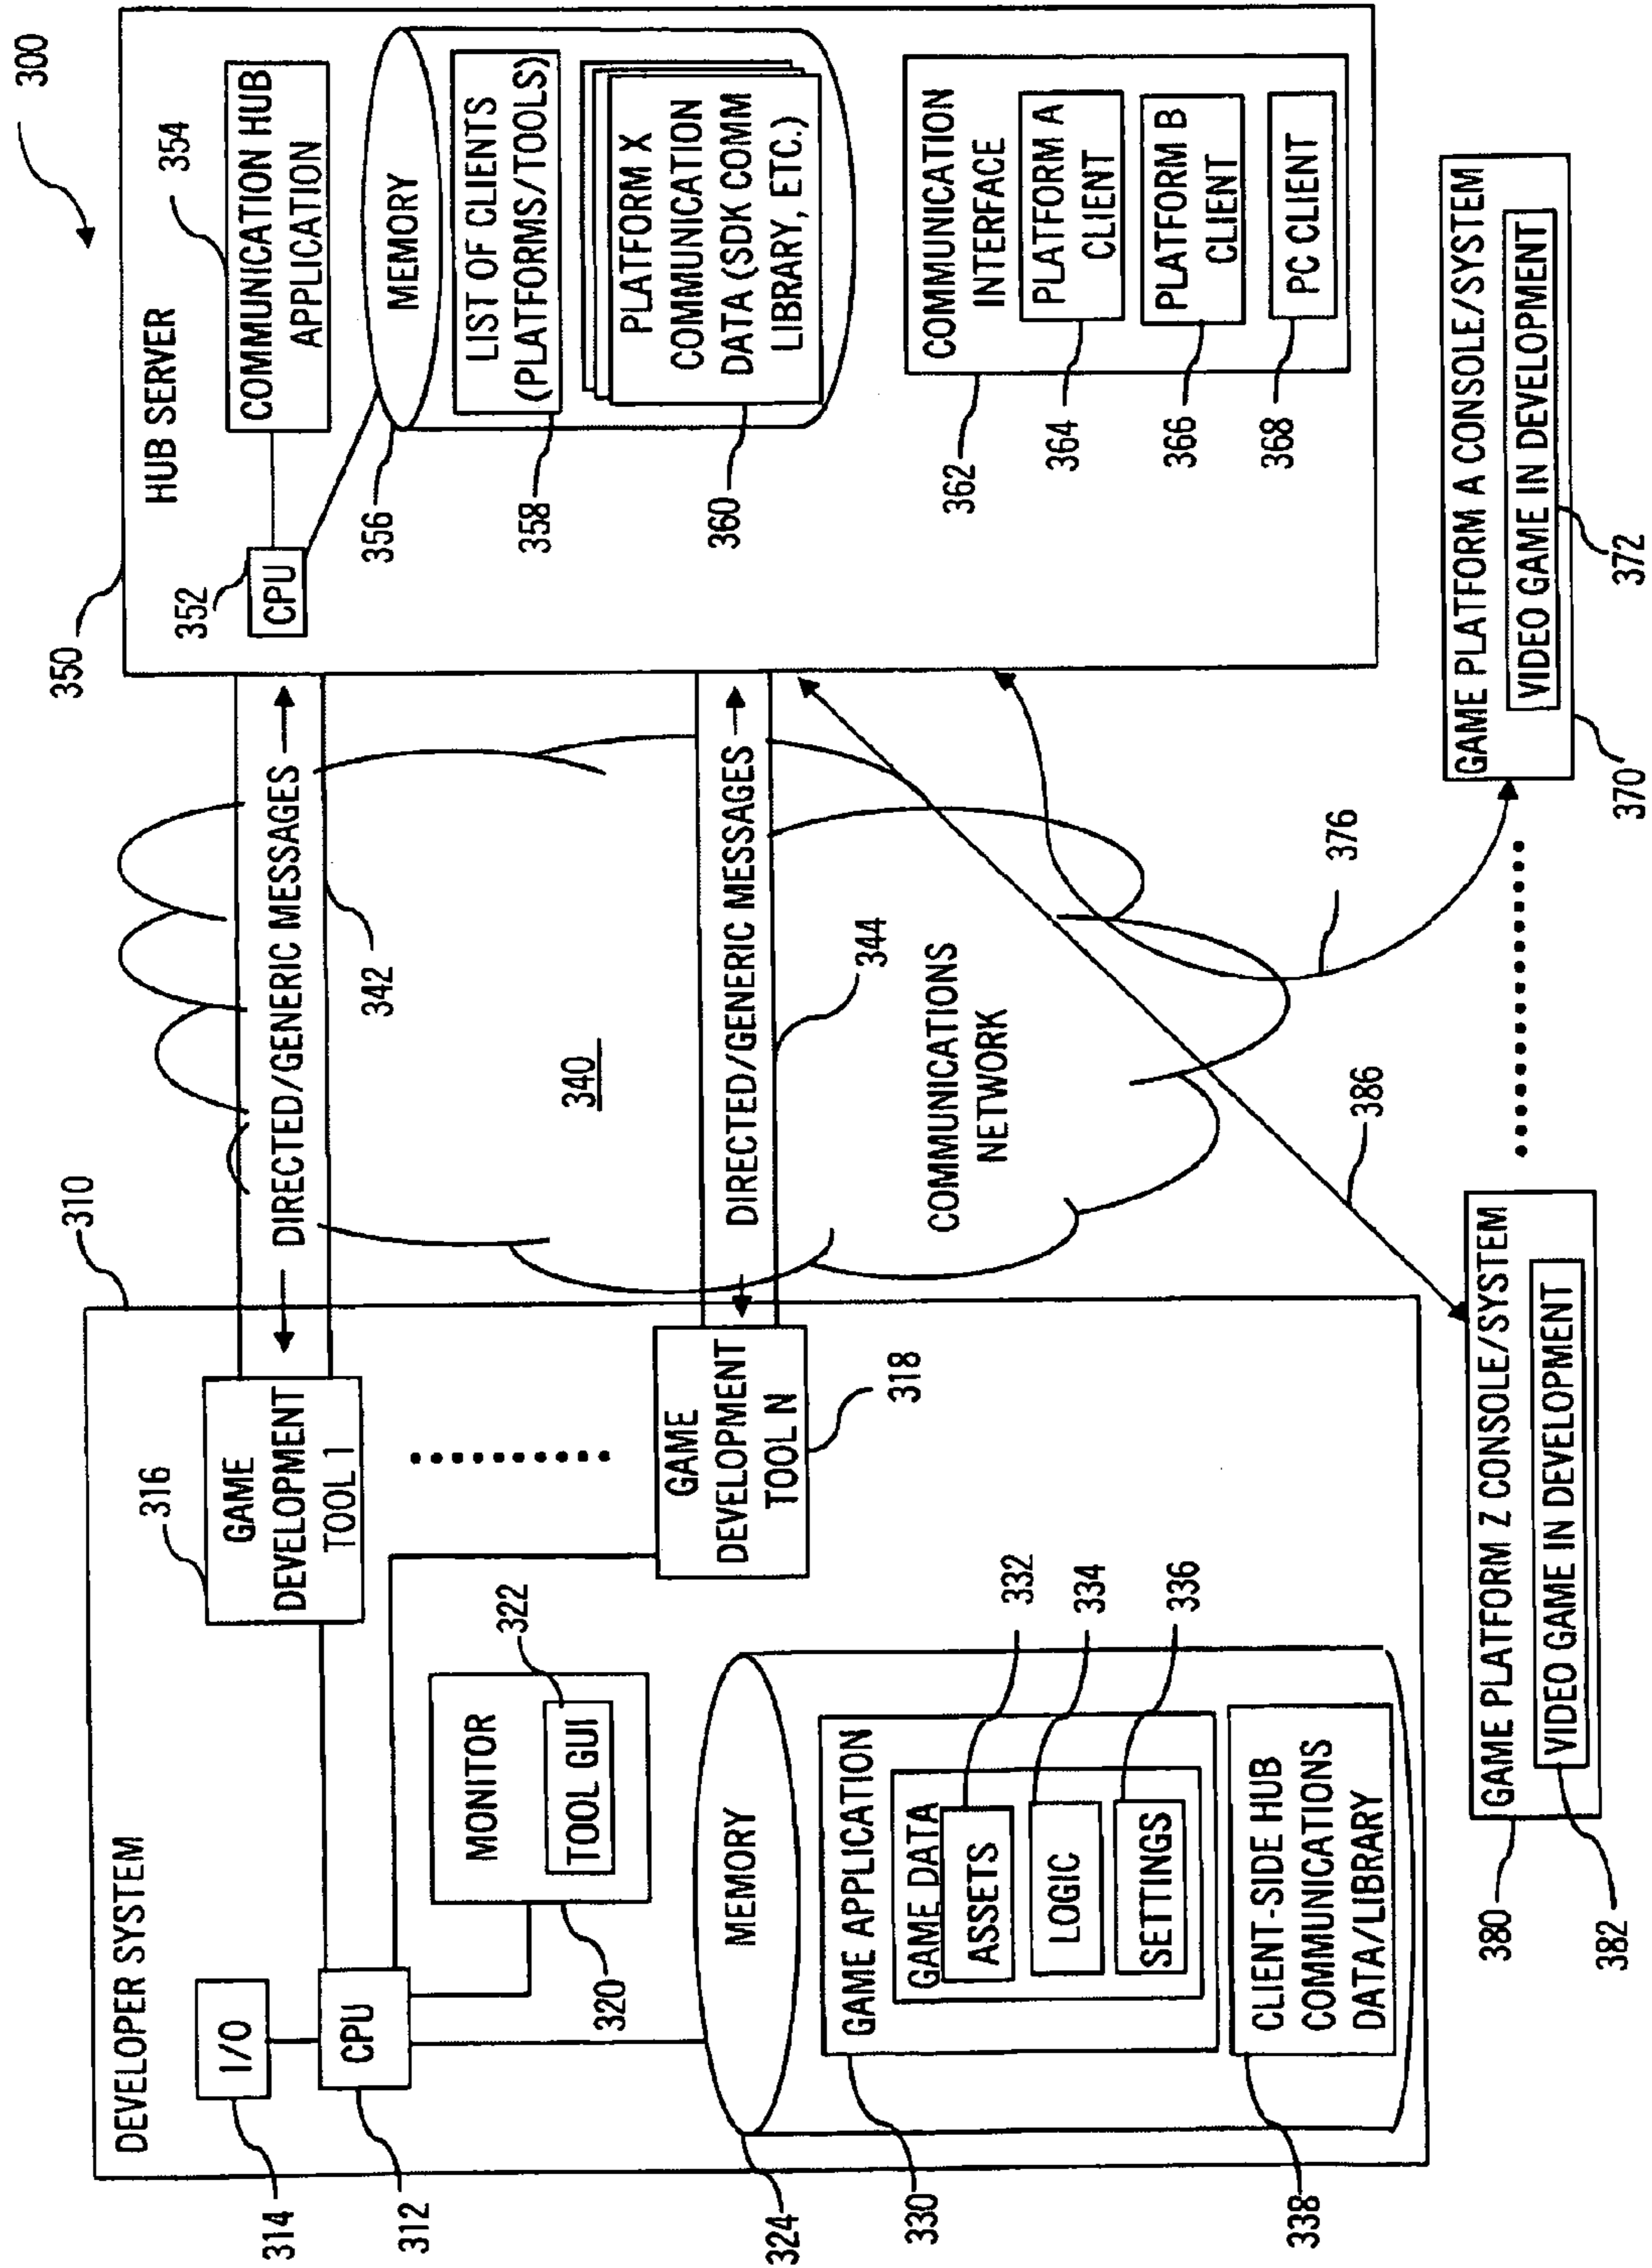 300
310
350
DEVELOPER SYSTEM
314
I/O
312
CPU
316
GAME
DEVELOPMENT
TOOL 1
318
GAME
DEVELOPMENT
TOOL N
320
MONITOR
322
TOOL GUI
324
MEMORY
330
GAME APPLICATION
GAME DATA
332
ASSETS
334
LOGIC
336
SETTINGS
338
CLIENT-SIDE HUB
COMMUNICATIONS
DATA/LIBRARY
DIRECTED/GENERIC MESSAGES
342
340
DIRECTED/GENERIC MESSAGES
344
COMMUNICATIONS
NETWORK
HUB SERVER
352
CPU
354
COMMUNICATION HUB
APPLICATION
356
MEMORY
358
LIST OF CLIENTS
(PLATFORMS/TOOLS)
360
PLATFORM X
COMMUNICATION
DATA (SDK COMM
LIBRARY, ETC.)
362
COMMUNICATION
INTERFACE
364
PLATFORM A
CLIENT
366
PLATFORM B
CLIENT
368
PC CLIENT
386
376
380
GAME PLATFORM Z CONSOLE/SYSTEM
382
VIDEO GAME IN DEVELOPMENT
370
GAME PLATFORM A CONSOLE/SYSTEM
372
VIDEO GAME IN DEVELOPMENT